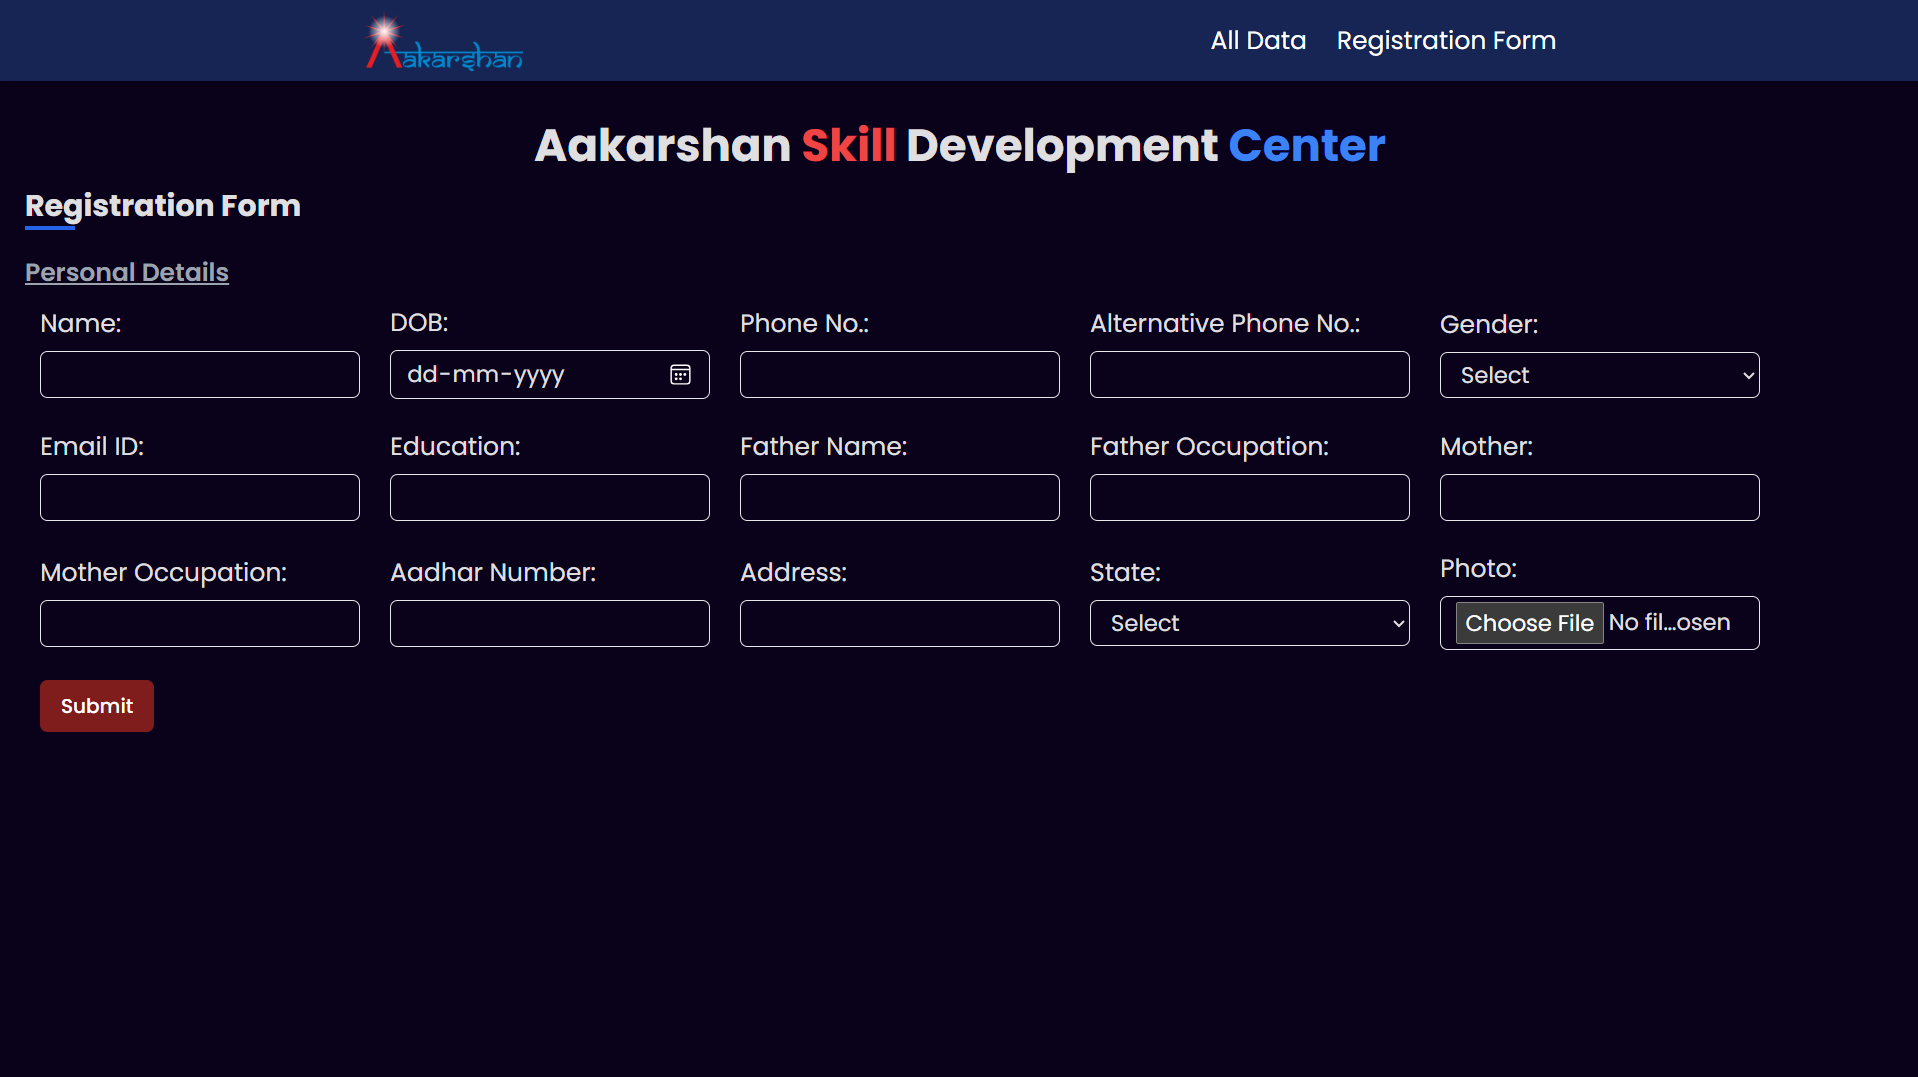 Aakarshan
All Data Registration Form
Aakarshan Skill Development Center
Registration Form
Personal Details
Name: DOB: Phone No.: Alternative Phone No.: Gender:
dd-mm-yyyy Select
Email ID: Education: Father Name: Father Occupation: Mother:
Mother Occupation: Aadhar Number: Address: State: Photo:
Select Choose File No fil...osen
Submit